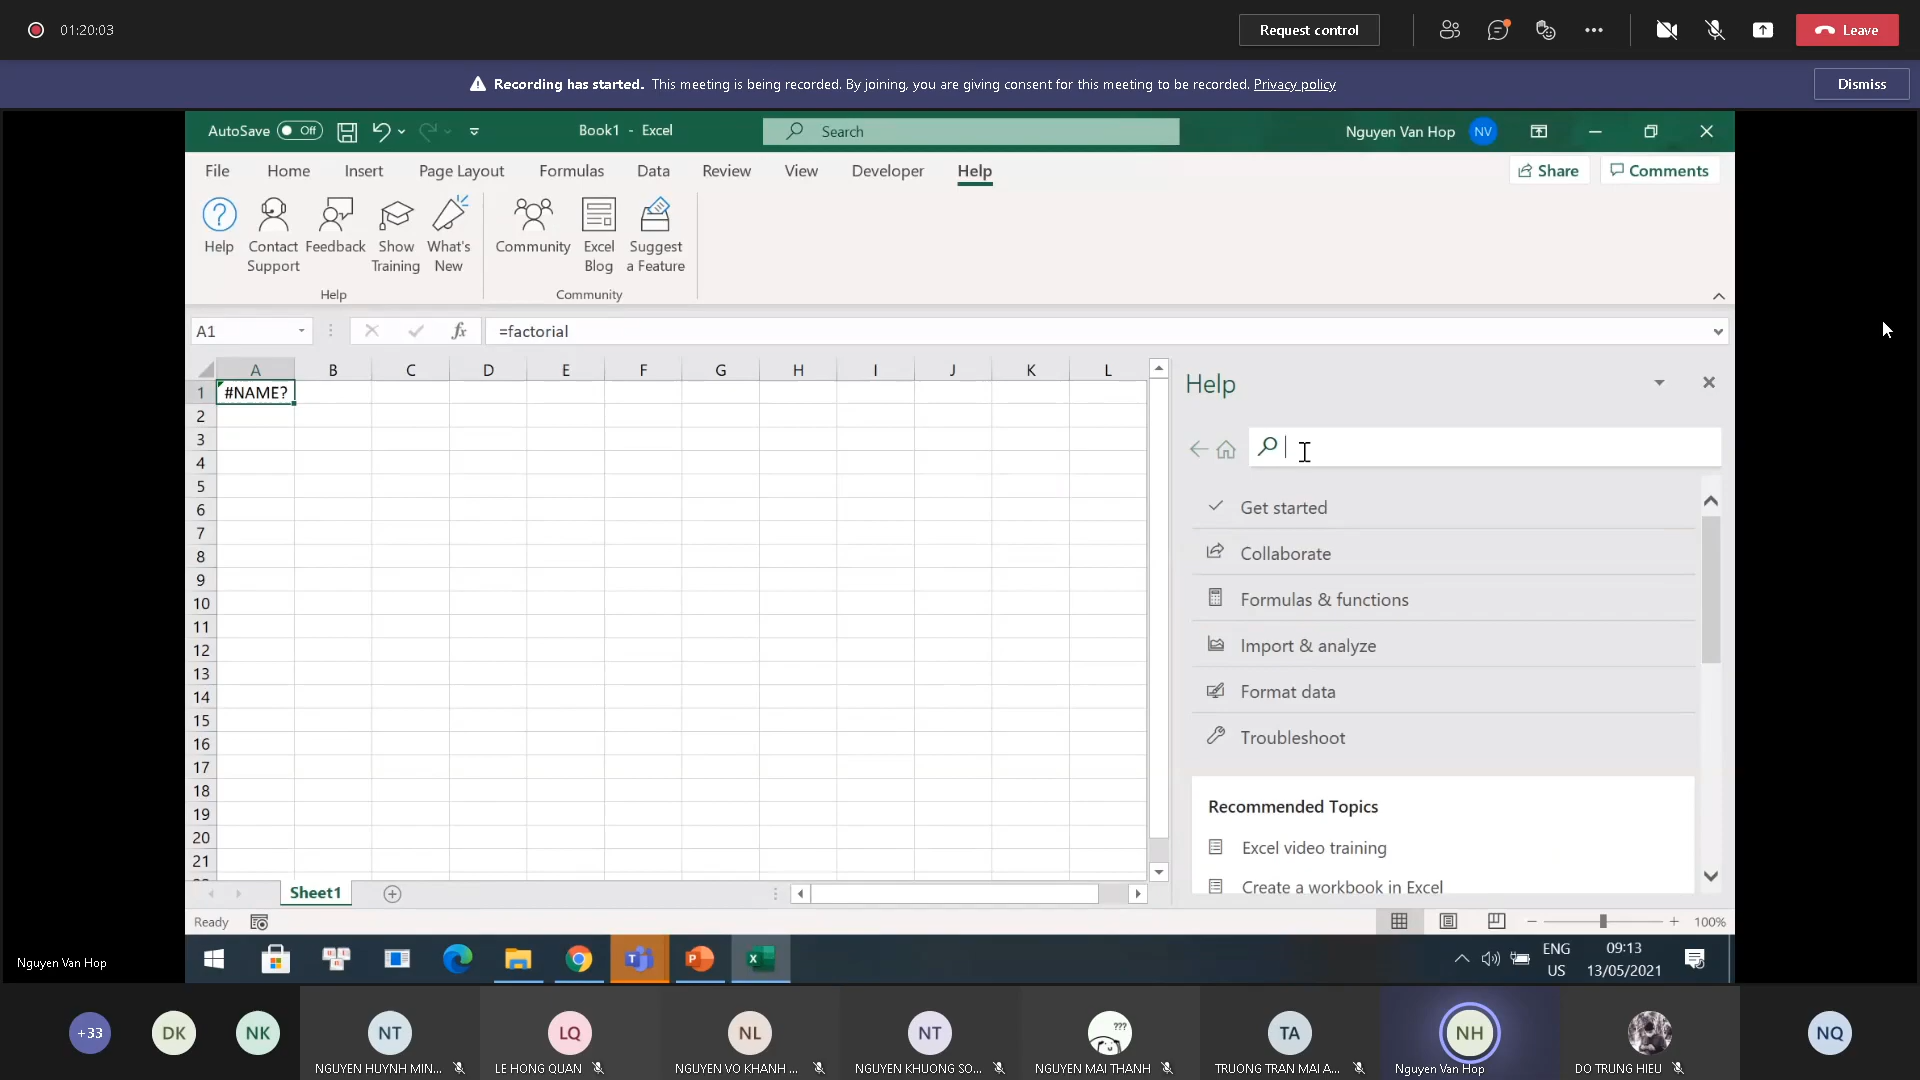 01:20:03
Request control
Leave
Recording has started. This meeting is being recorded. By joining, you are giving consent for this meeting to be recorded. Privacy policy
Dismiss
AutoSave Off
Book1 - Excel
Search
Nguyen Van Hop NV
File Home Insert Page Layout Formulas Data Review View Developer Help
Share Comments
Help
Contact Support
Feedback
Show Training
What's New
Community
Excel Blog
Suggest a Feature
Help
Community
A1
fx
=factorial
A B C D E F G H I J K L
1 #NAME?
2
3
4
5
6
7
8
9
10
11
12
13
14
15
16
17
18
19
20
21
Help
Get started
Collaborate
Formulas & functions
Import & analyze
Format data
Troubleshoot
Recommended Topics
Excel video training
Create a workbook in Excel
Sheet1
Ready
100%
Nguyen Van Hop
ENG
US
09:13
13/05/2021
+33
DK
NK
NT
NGUYEN HUYNH MIN...
LQ
LE HONG QUAN
NL
NGUYEN VO KHANH ...
NT
NGUYEN KHUONG SO...
???
NGUYEN MAI THANH
TA
TRUONG TRAN MAI A...
NH
Nguyen Van Hop
DO TRUNG HIEU
NQ